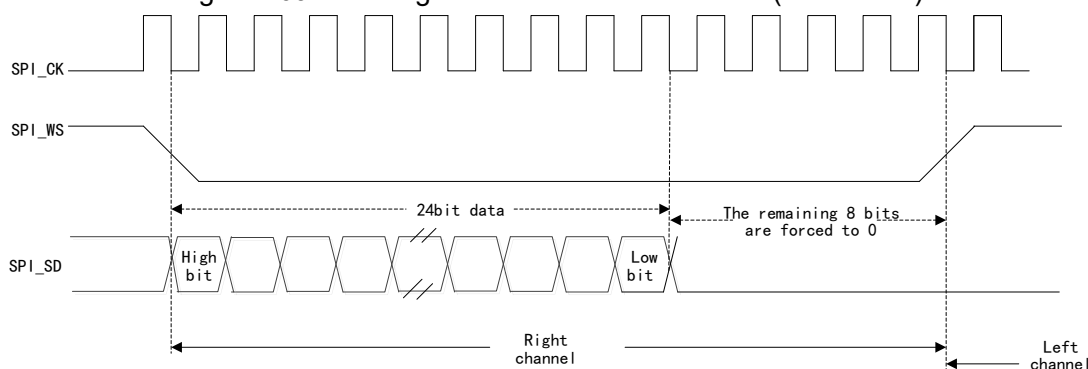 SPI_CK
SPI_WS
24bit data
The remaining 8 bits
are forced to 0
SPI_SD
High
bit
Low
bit
Right
channel
Left
channel